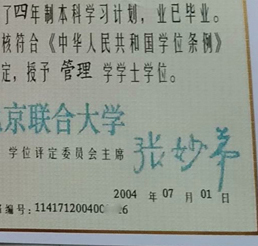 了四年制本科学习计划，业已毕业。
核符合《中华人民共和国学位条例》
定，授予 管理 学学士学位。
京联合大学
学位评定委员会主席
2004 年 07 月 01 日
编号：114171200400